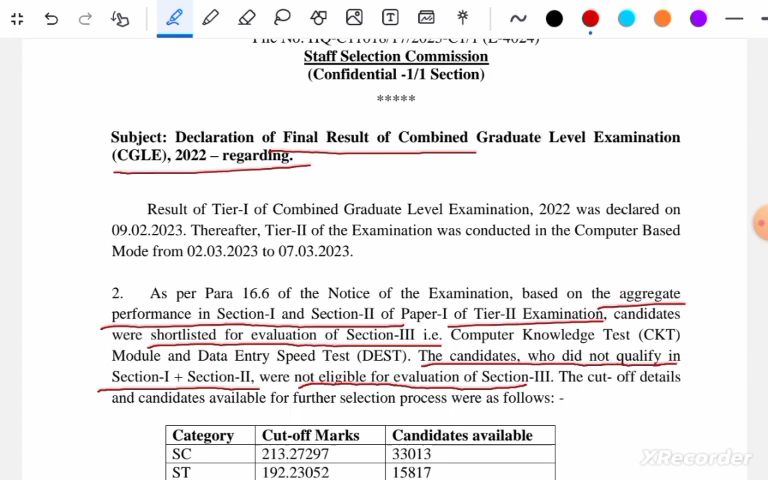 Staff Selection Commission
(Confidential -1/1 Section)
*****
Subject: Declaration of Final Result of Combined Graduate Level Examination
(CGLE), 2022 – regarding.
Result of Tier-I of Combined Graduate Level Examination, 2022 was declared on
09.02.2023. Thereafter, Tier-II of the Examination was conducted in the Computer Based
Mode from 02.03.2023 to 07.03.2023.
2. As per Para 16.6 of the Notice of the Examination, based on the aggregate
performance in Section-I and Section-II of Paper-I of Tier-II Examination, candidates
were shortlisted for evaluation of Section-III i.e. Computer Knowledge Test (CKT)
Module and Data Entry Speed Test (DEST). The candidates, who did not qualify in
Section-I + Section-II, were not eligible for evaluation of Section-III. The cut- off details
and candidates available for further selection process were as follows: -
Category Cut-off Marks Candidates available
SC 213.27297 33013
ST 192.23052 15817
XRecorder